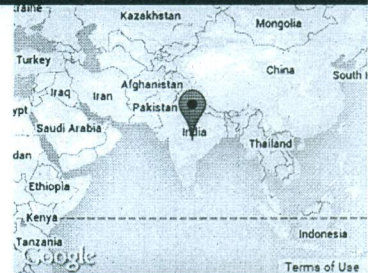 raine
Kazakhstan
Mongolia
Turkey
China
Afghanistan
South
Iraq
Iran
Pakistan
ypt
India
Saudi Arabia
Thailand
dan
Ethiopia
Kenya
Indonesia
Tanzania
Google
Terms of Use